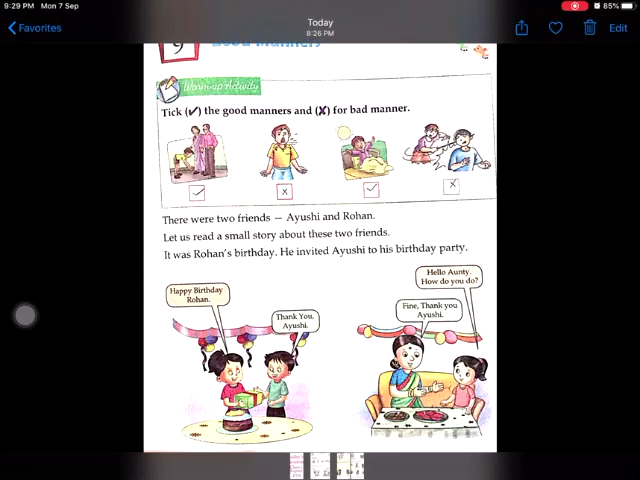 9:29 PM Mon 7 Sep
85%
Favorites
Today
8:26 PM
Edit
9
Good Manners
Warm-up Activity
Tick (✓) the good manners and (✗) for bad manner.
There were two friends — Ayushi and Rohan.
Let us read a small story about these two friends.
It was Rohan's birthday. He invited Ayushi to his birthday party.
Happy Birthday
Rohan.
Thank You,
Ayushi.
Hello Aunty.
How do you do?
Fine, Thank you
Ayushi.